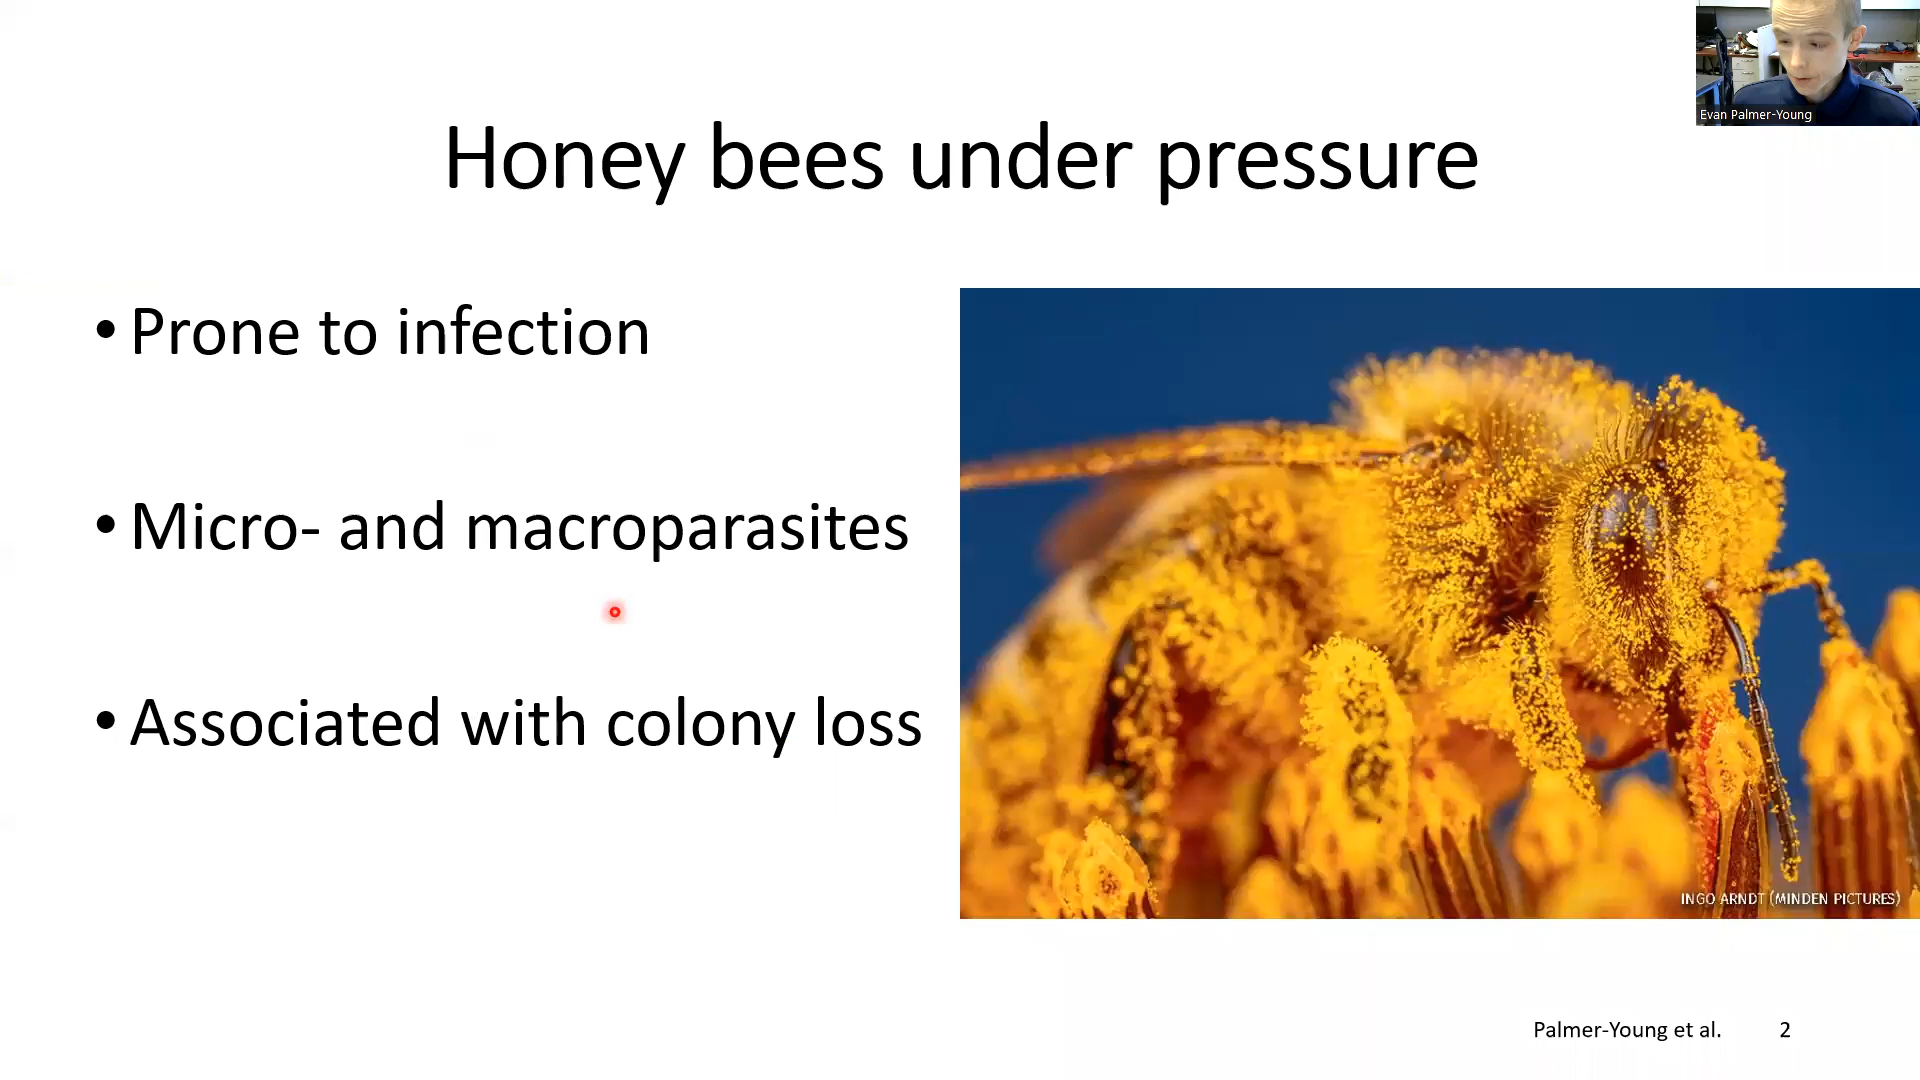 Evan Palmer-Young
Honey bees under pressure
• Prone to infection
• Micro- and macroparasites
• Associated with colony loss
INGO ARNDT (MINDEN PICTURES)
Palmer-Young et al. 2